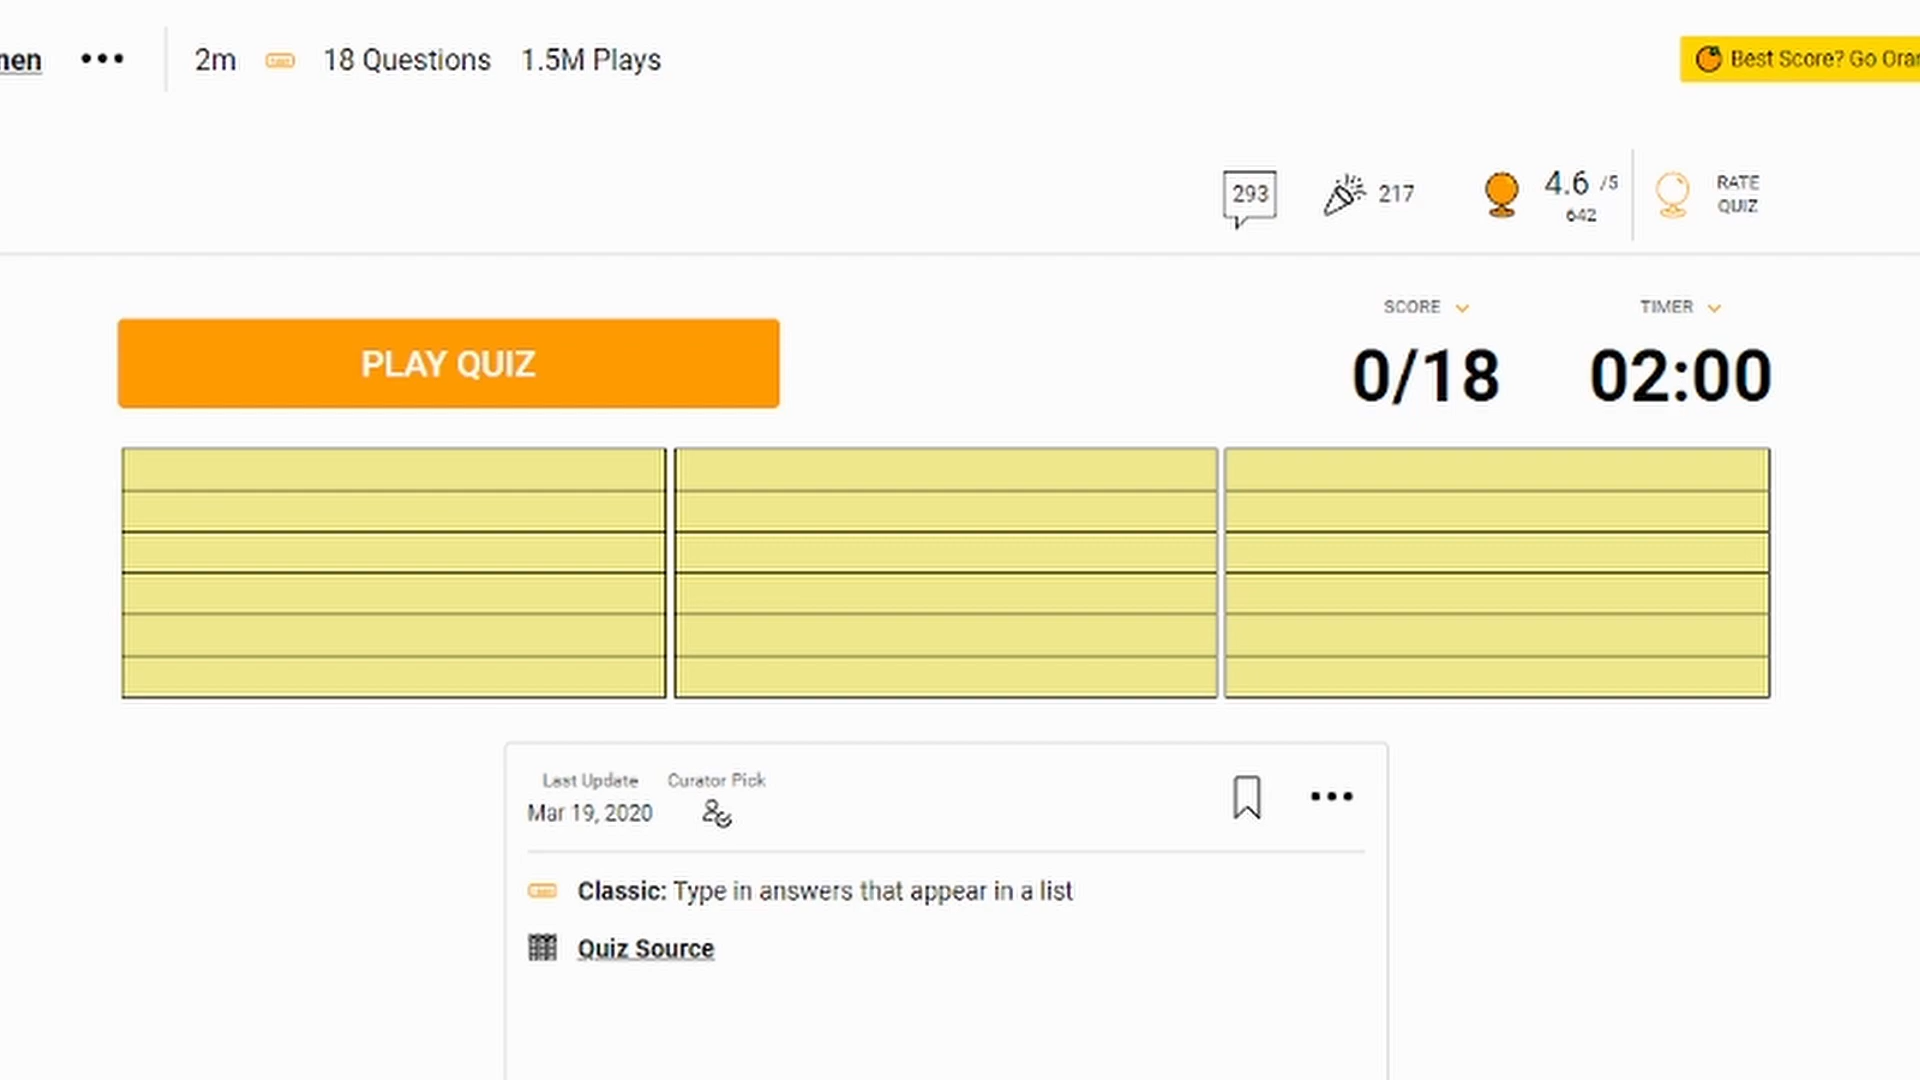 men ••• 2m 18 Questions 1.5M Plays
Best Score? Go Oran
293 217 4.6 /5
642
RATE
QUIZ
SCORE TIMER
PLAY QUIZ 0/18 02:00
Last Update Curator Pick
Mar 19, 2020
Classic: Type in answers that appear in a list
Quiz Source